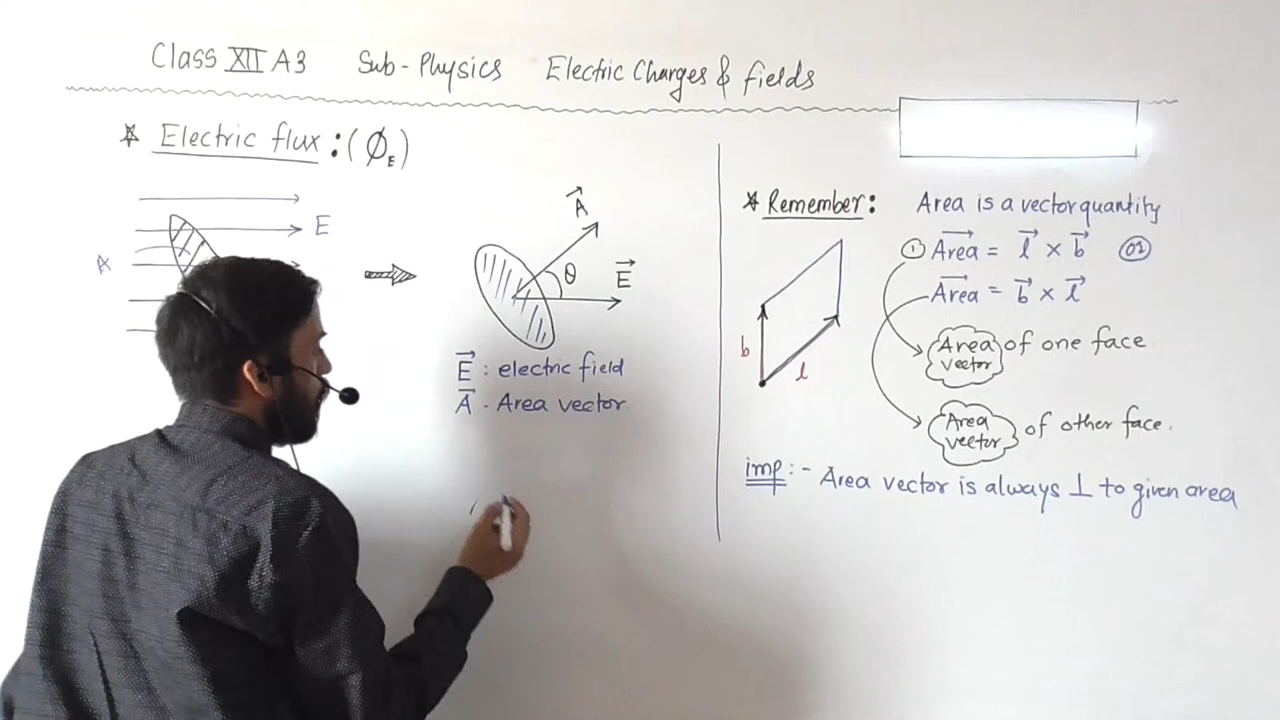 Class XII A3 Sub-Physics Electric Charges & fields
* Electric flux : (ϕE)
E
A
A⃗
θ
E⃗
E⃗ : electric field
A⃗ - Area vector
* Remember : Area is a vector quantity
① Area⃗ = l⃗ × b⃗ OR
Area⃗ = b⃗ × l⃗
b
l
Area vector of one face
Area vector of other face.
imp :- Area vector is always ⊥ to given area